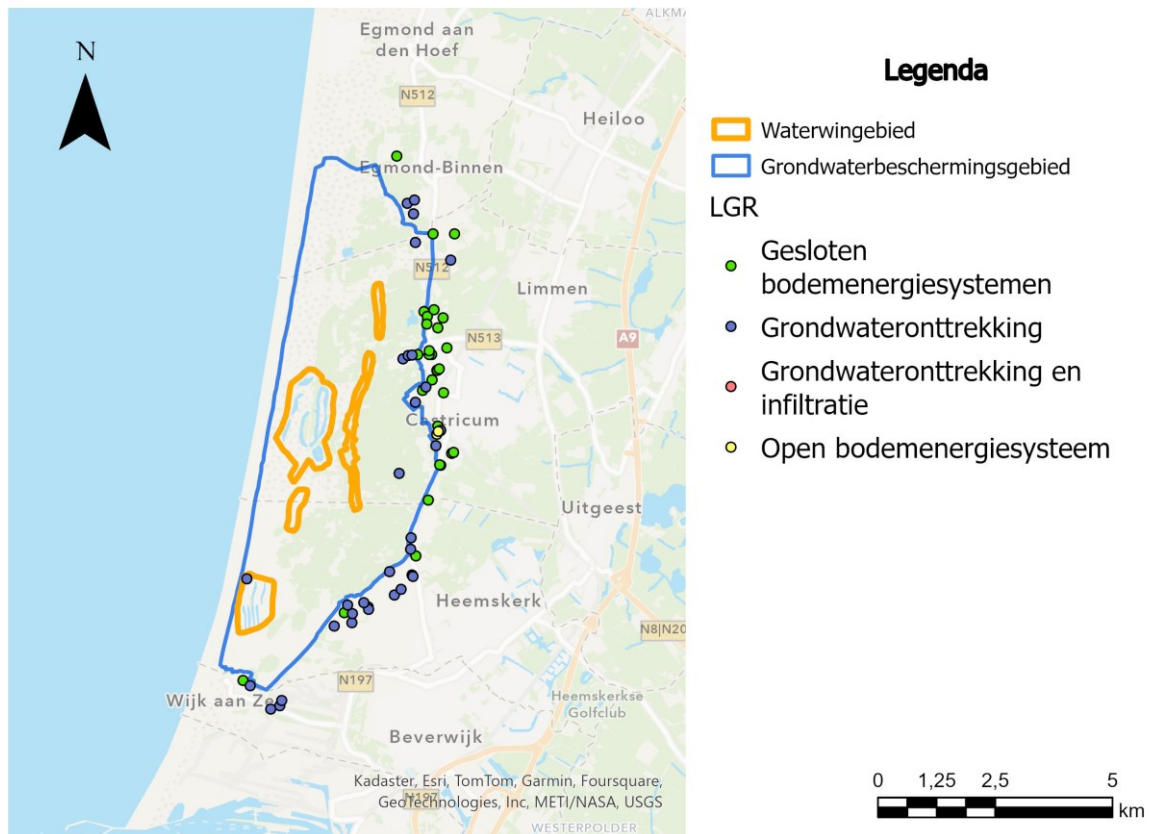 ALKMA
Egmond aan
den Hoef
N
N512
Heiloo
Egmond-Binnen
N512
Limmen
N513
A9
Castricum
Uitgeest
Heemskerk
N8|N20
N197
Wijk aan Zee
Heemskerkse
Golfclub
Beverwijk
Kadaster, Esri, TomTom, Garmin, Foursquare,
GeoTechnologies, Inc, METI/NASA, USGS
N197
WESTERPOLDER
Legenda
Waterwingebied
Grondwaterbeschermingsgebied
LGR
Gesloten
bodemenergiesystemen
Grondwateronttrekking
Grondwateronttrekking en
infiltratie
Open bodemenergiesysteem
0 1,25 2,5 5
km